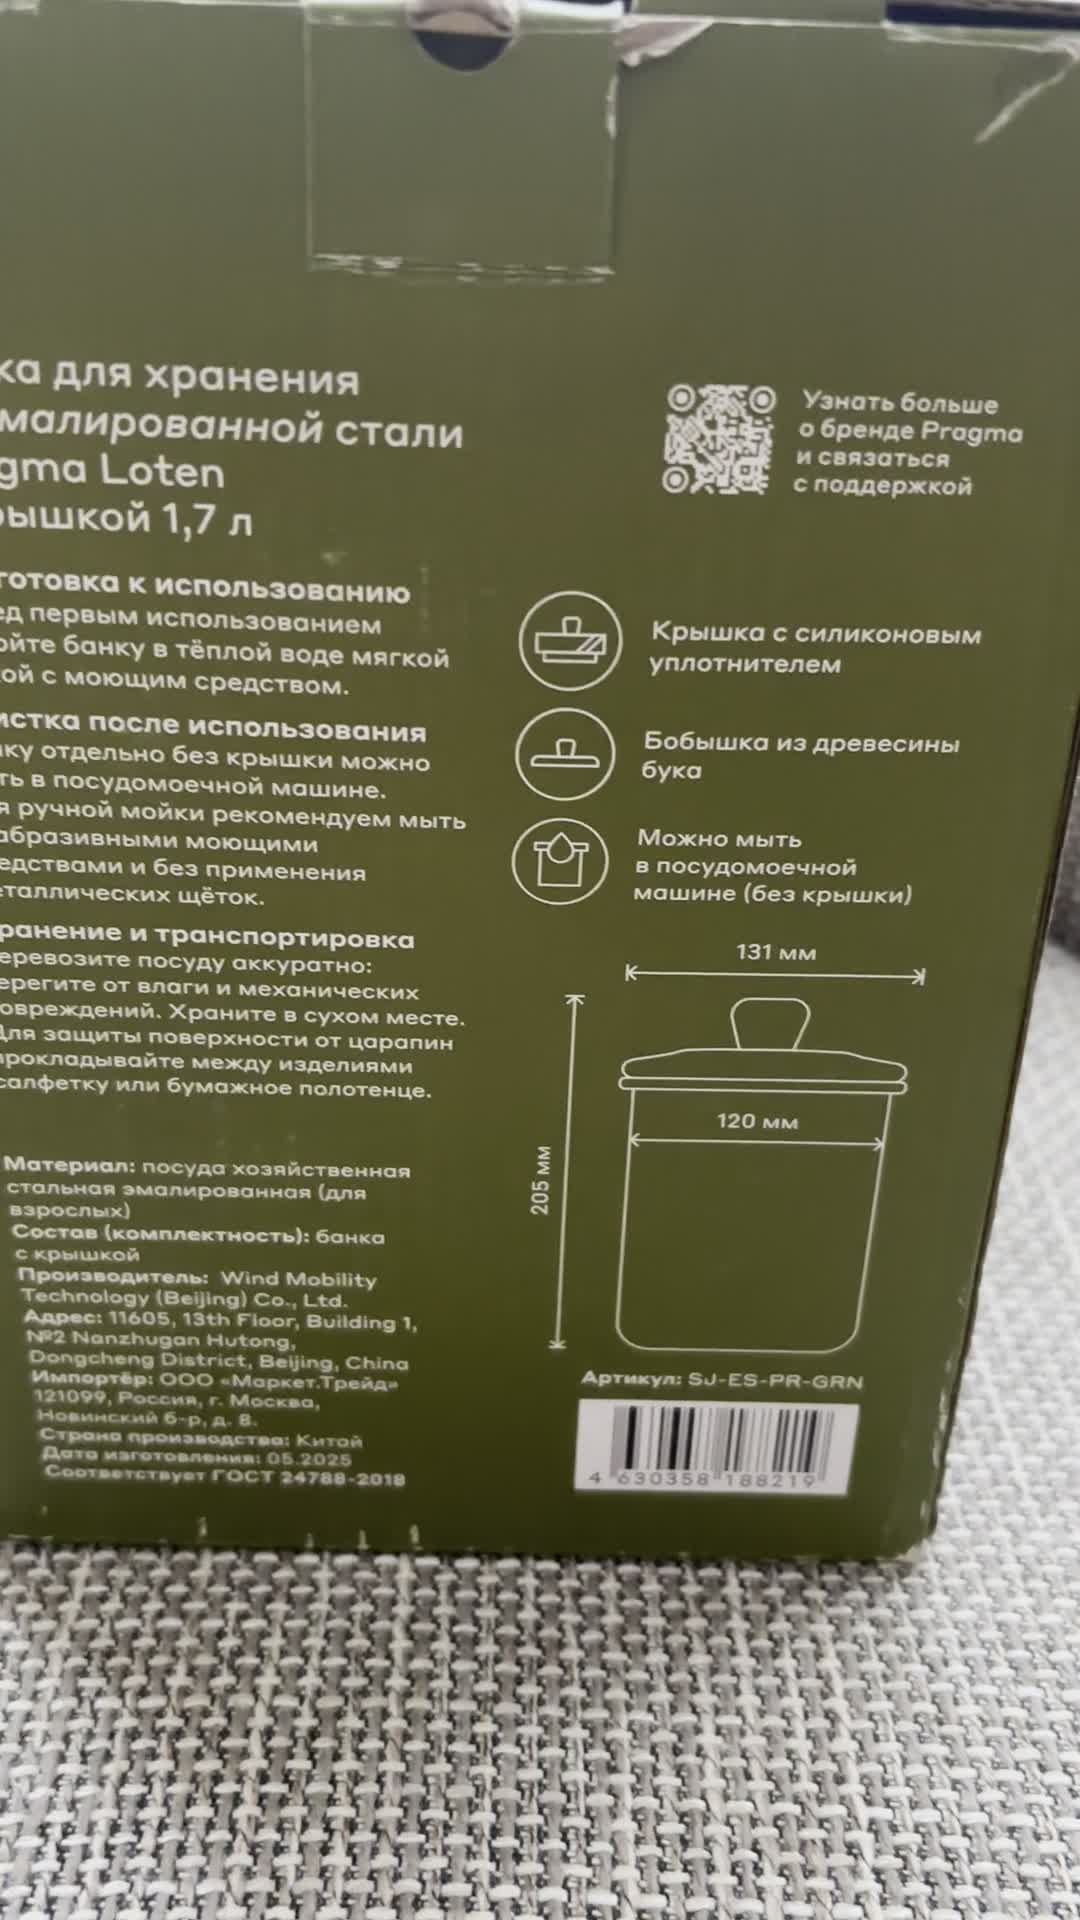 ка для хранения
малированной стали
gma Loten
рышкой 1,7 л
Узнать больше
о бренде Pragma
и связаться
с поддержкой
готовка к использованию
ед первым использованием
ойте банку в тёплой воде мягкой
ой с моющим средством.
истка после использования
нку отдельно без крышки можно
ть в посудомоечной машине.
я ручной мойки рекомендуем мыть
абразивными моющими
едствами и без применения
еталлических щёток.
ранение и транспортировка
еревозите посуду аккуратно:
ерегите от влаги и механических
овреждений. Храните в сухом месте.
Для защиты поверхности от царапин
прокладывайте между изделиями
салфетку или бумажное полотенце.
Крышка с силиконовым
уплотнителем
Бобышка из древесины
бука
Можно мыть
в посудомоечной
машине (без крышки)
131 мм
120 мм
205 мм
Материал: посуда хозяйственная
стальная эмалированная (для
взрослых)
Состав (комплектность): банка
с крышкой
Производитель: Wind Mobility
Technology (Beijing) Co., Ltd.
Адрес: 11605, 13th Floor, Building 1,
№2 Nanzhugan Hutong,
Dongcheng District, Beijing, China
Импортёр: ООО «Маркет.Трейд»
121099, Россия, г. Москва,
Новинский б-р, д. 8.
Страна производства: Китай
Дата изготовления: 05.2025
Соответствует ГОСТ 24788-2018
Артикул: SJ-ES-PR-GRN
4 630358 188219